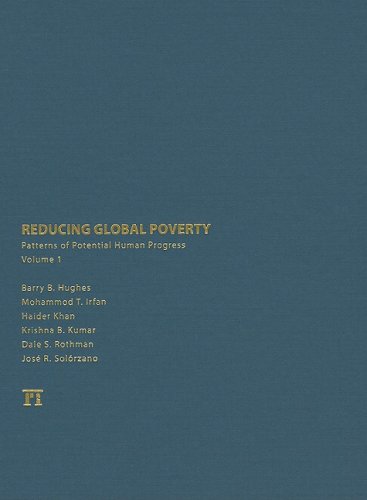 REDUCING GLOBAL POVERTY
Patterns of Potential Human Progress
Volume 1
Barry B. Hughes
Mohammod T. Irfan
Haider Khan
Krishna B. Kumar
Dale S. Rothman
José R. Solórzano